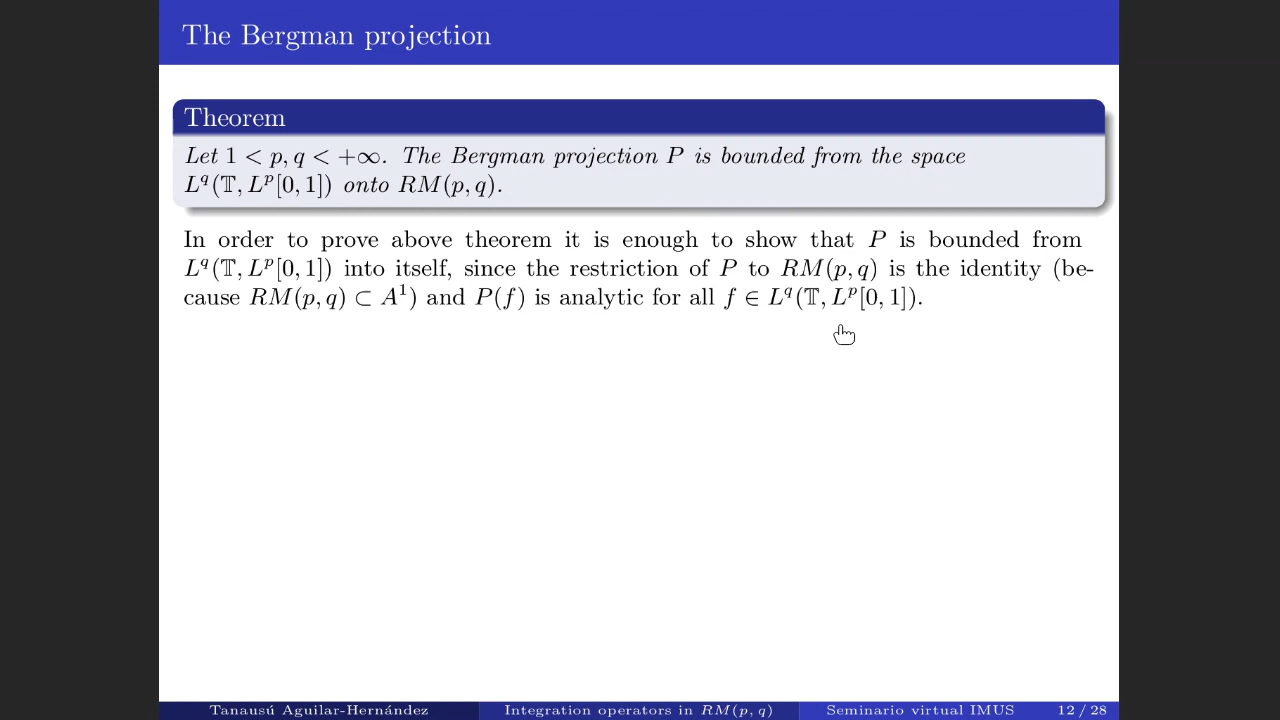 The Bergman projection
Theorem
Let 1 < p, q < +∞. The Bergman projection P is bounded from the space
L^q(𝕋, L^p[0, 1]) onto RM(p, q).
In order to prove above theorem it is enough to show that P is bounded from
L^q(𝕋, L^p[0, 1]) into itself, since the restriction of P to RM(p, q) is the identity (be-
cause RM(p, q) ⊂ A^1) and P(f) is analytic for all f ∈ L^q(𝕋, L^p[0, 1]).
Tanausú Aguilar-Hernández Integration operators in RM(p, q) Seminario virtual IMUS 12 / 28